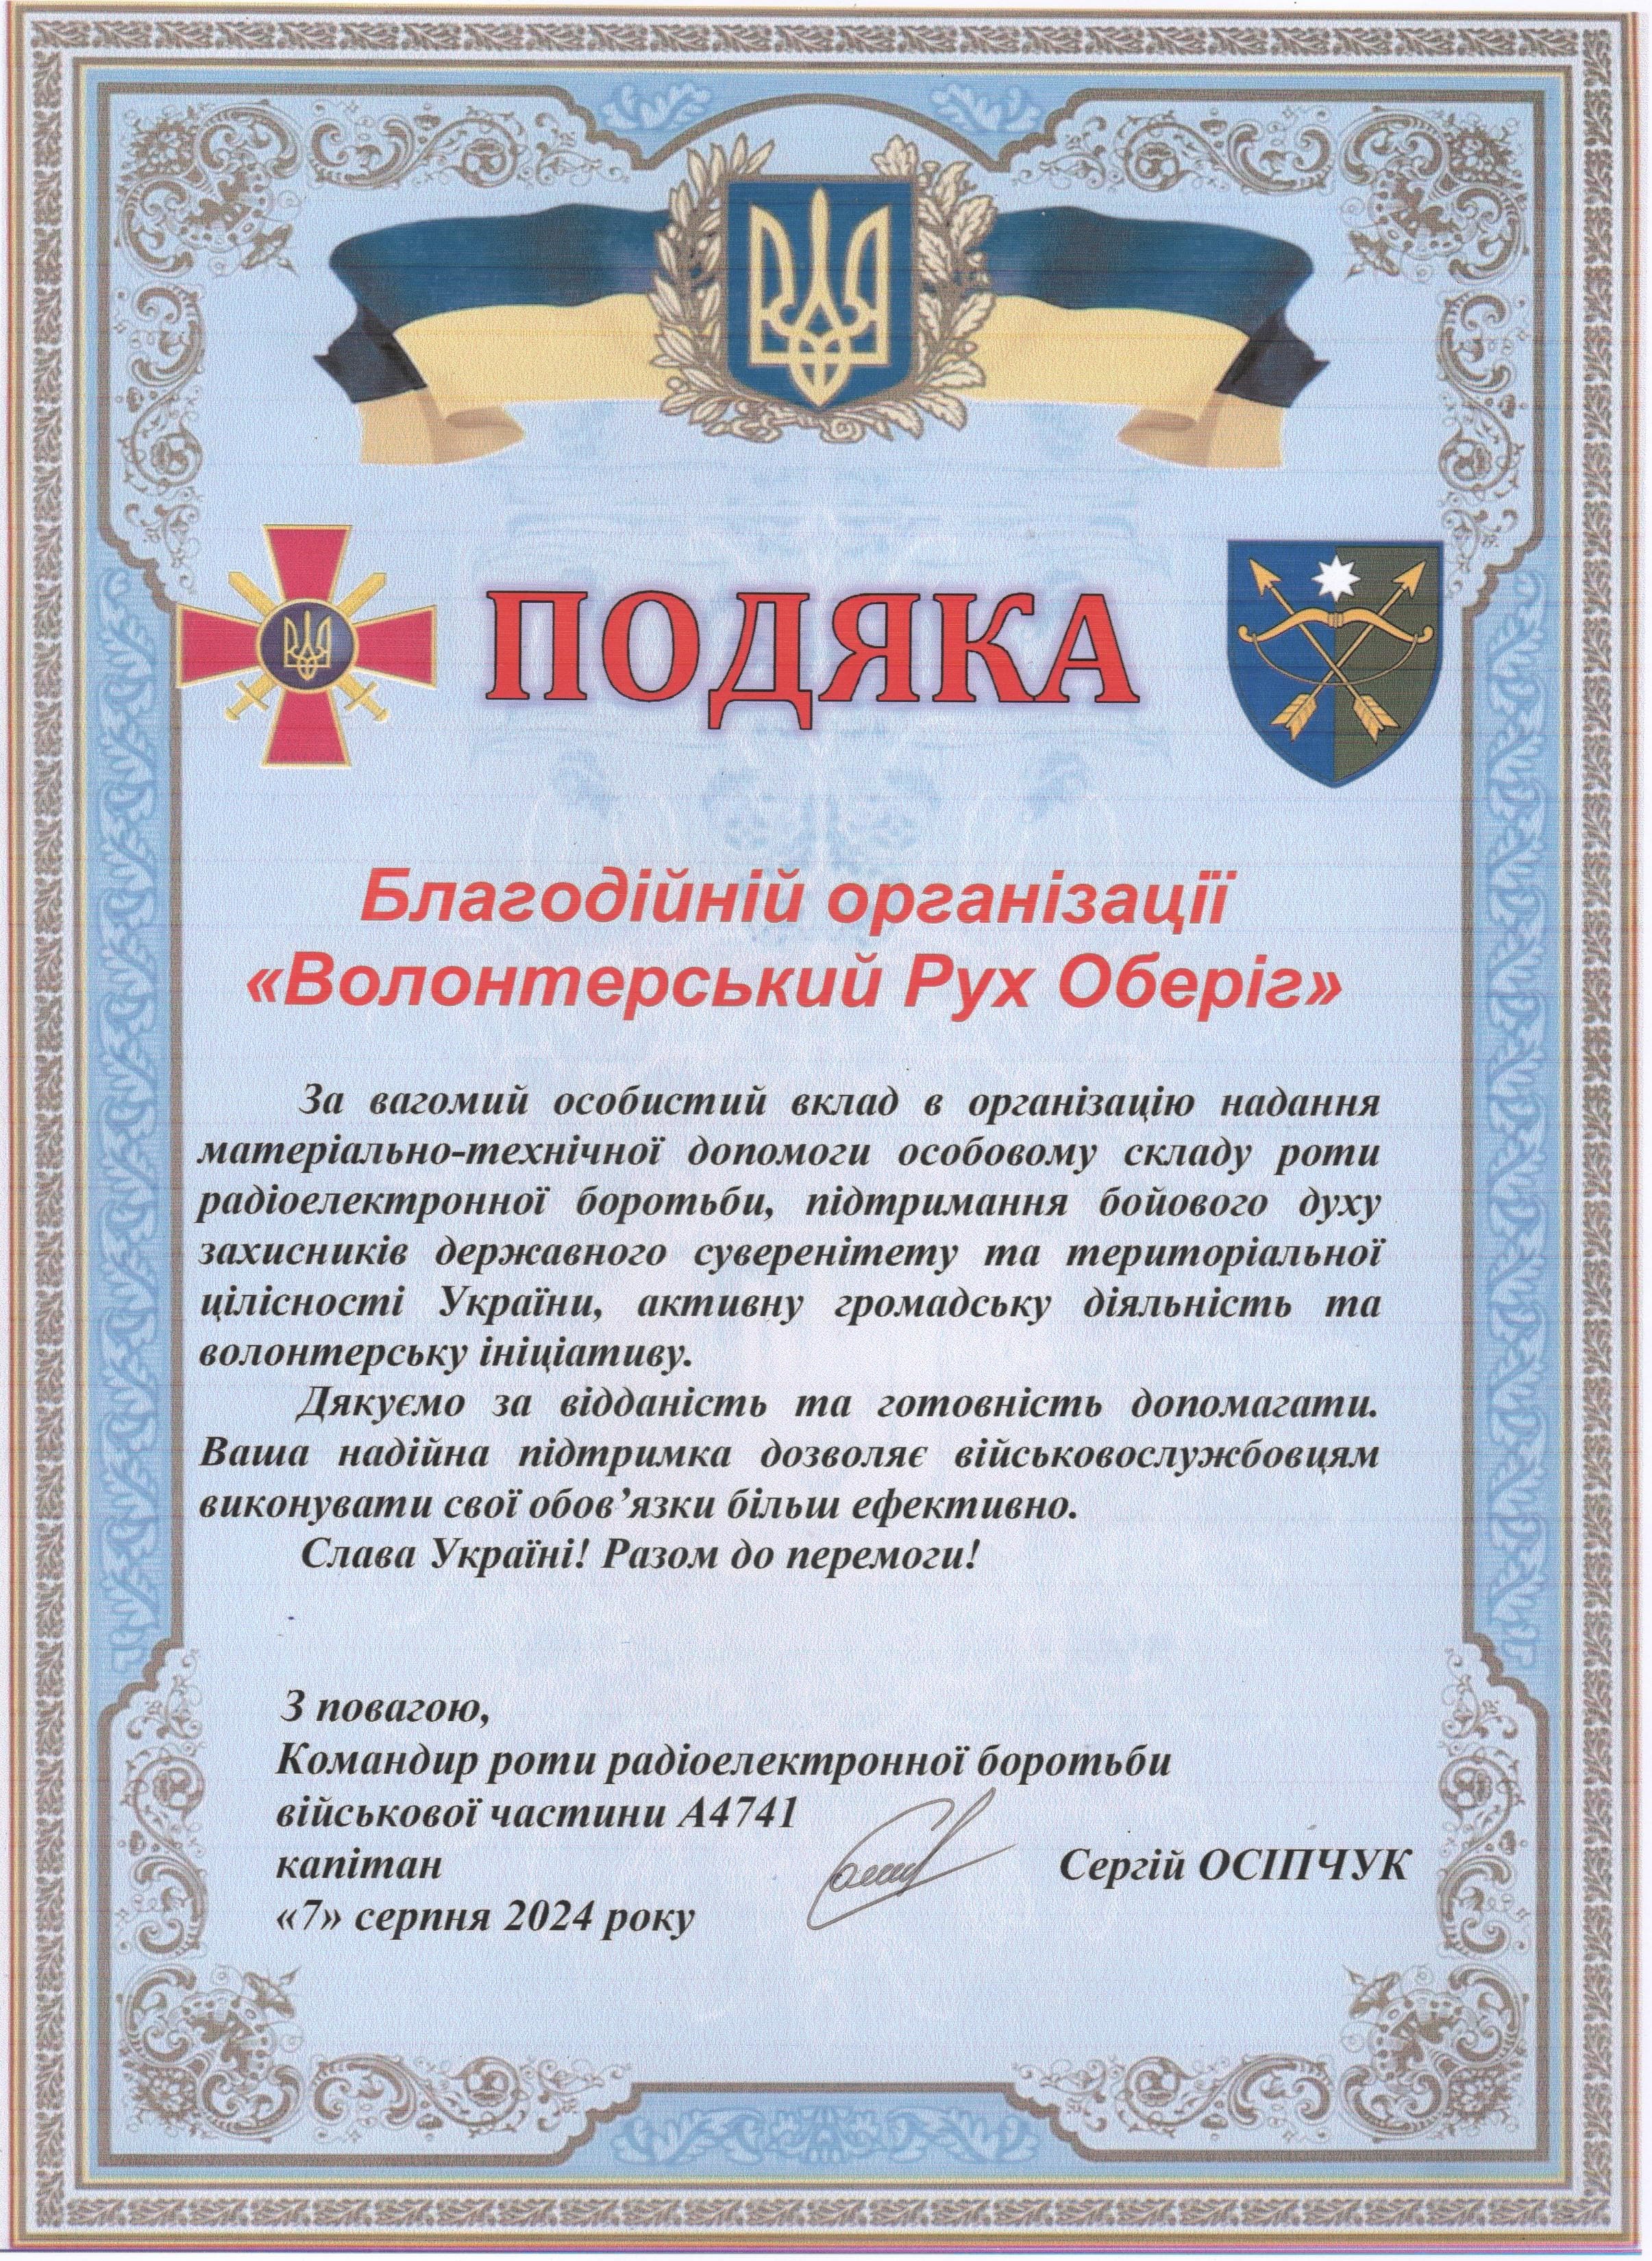 ПОДЯКА
Благодійній організації
«Волонтерський Рух Оберіг»
За вагомий особистий вклад в організацію надання
матеріально-технічної допомоги особовому складу роти
радіоелектронної боротьби, підтримання бойового духу
захисників державного суверенітету та територіальної
цілісності України, активну громадську діяльність та
волонтерську ініціативу.
Дякуємо за відданість та готовність допомагати.
Ваша надійна підтримка дозволяє військовослужбовцям
виконувати свої обов’язки більш ефективно.
Слава Україні! Разом до перемоги!
З повагою,
Командир роти радіоелектронної боротьби
військової частини А4741
капітан Сергій ОСІПЧУК
«7» серпня 2024 року